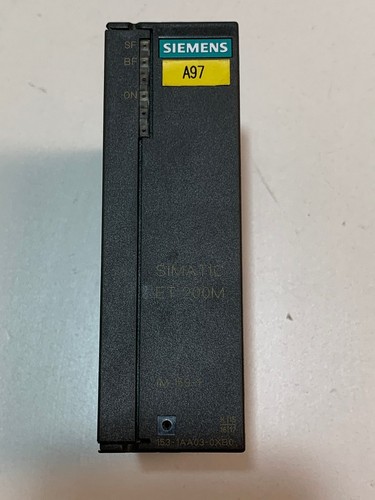 SF
SIEMENS
BF
A97
ON
SIMATIC
ET 200M
153-1AA03-0XB0